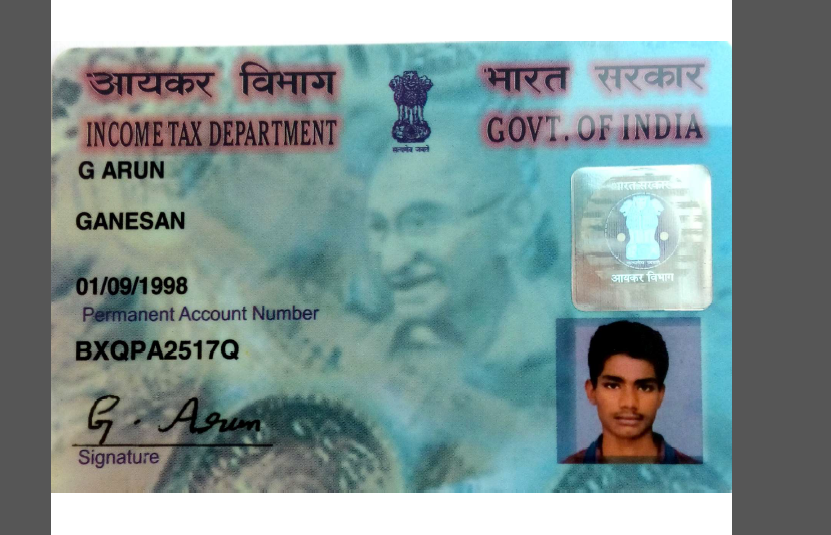 आयकर विभाग
भारत सरकार
INCOME TAX DEPARTMENT
GOVT. OF INDIA
सत्यमेव जयते
G ARUN
GANESAN
भारत सरकार
आयकर विभाग
01/09/1998
Permanent Account Number
BXQPA2517Q
G. Arun
Signature